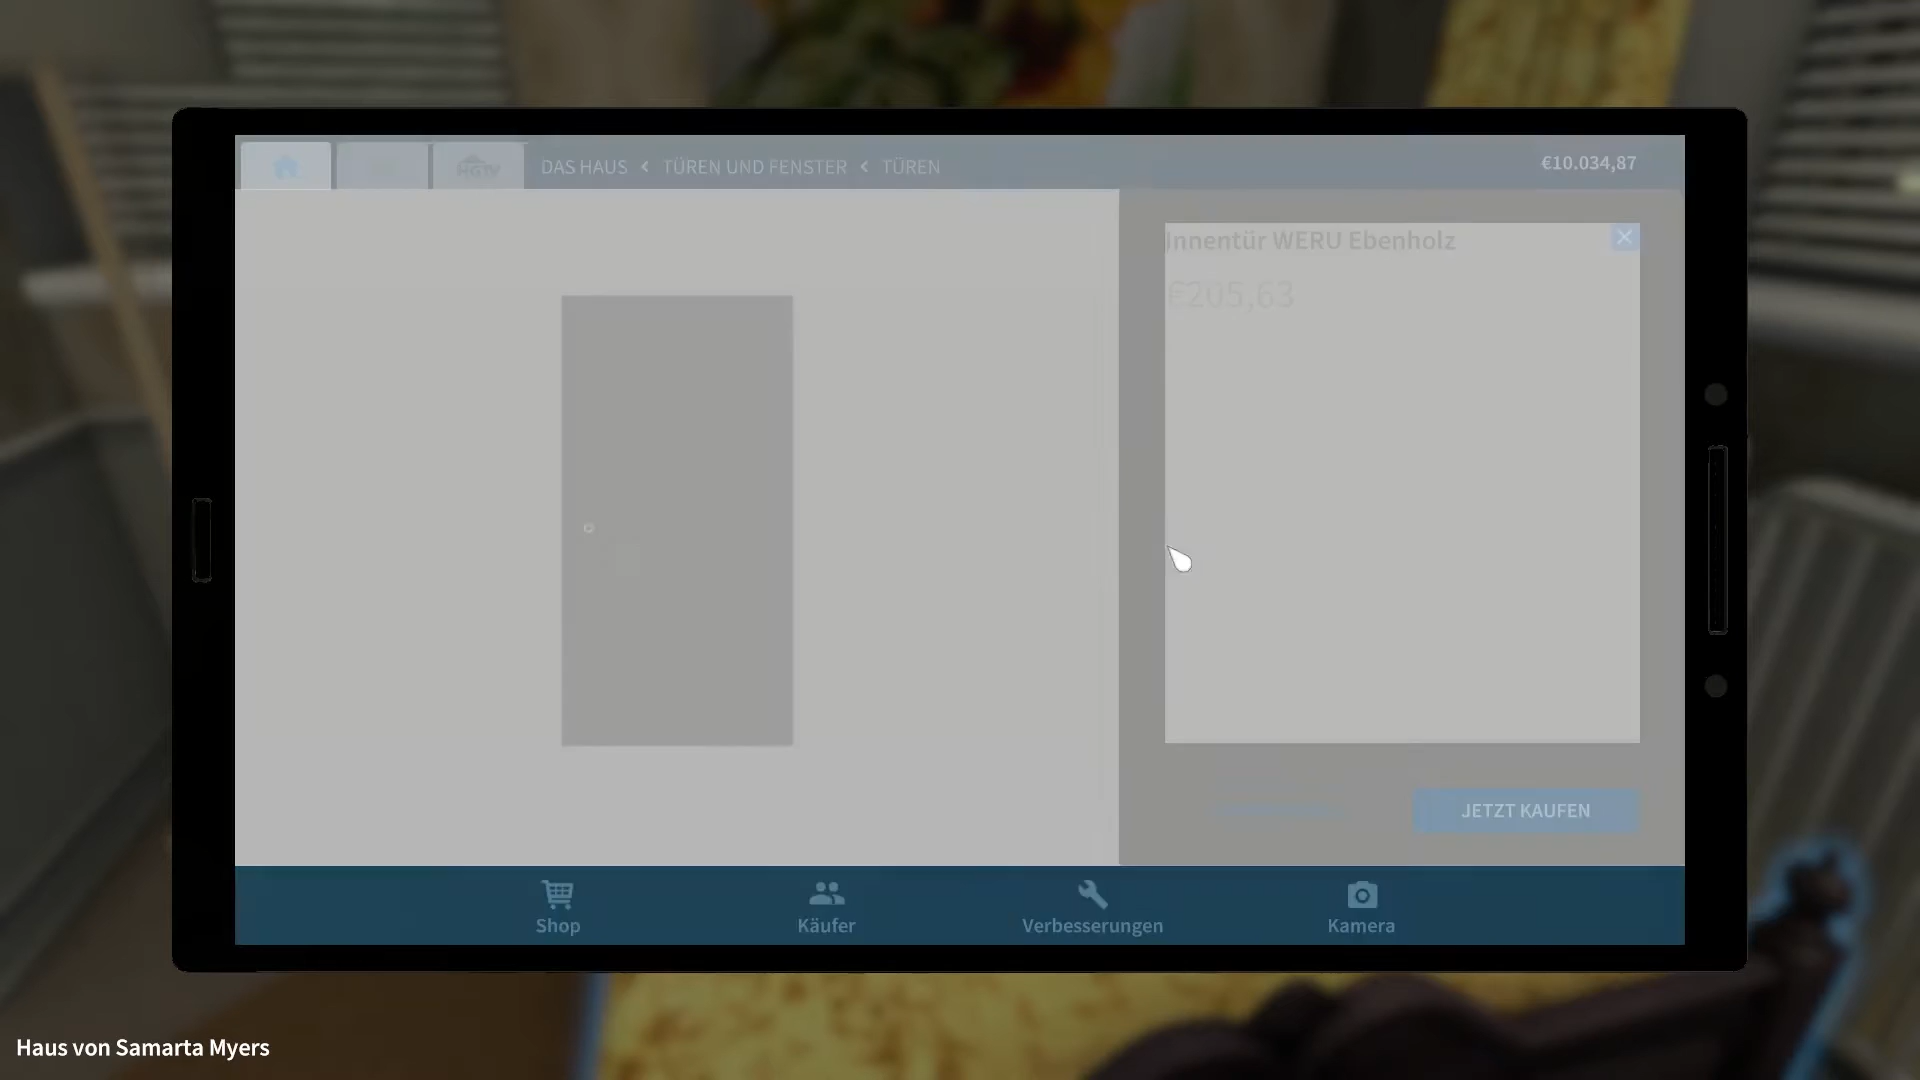 HGTV
DAS HAUS < TÜREN UND FENSTER < TÜREN
€10.034,87
Innentür WERU Ebenholz
€205,63
JETZT KAUFEN
Shop
Käufer
Verbesserungen
Kamera
Haus von Samarta Myers